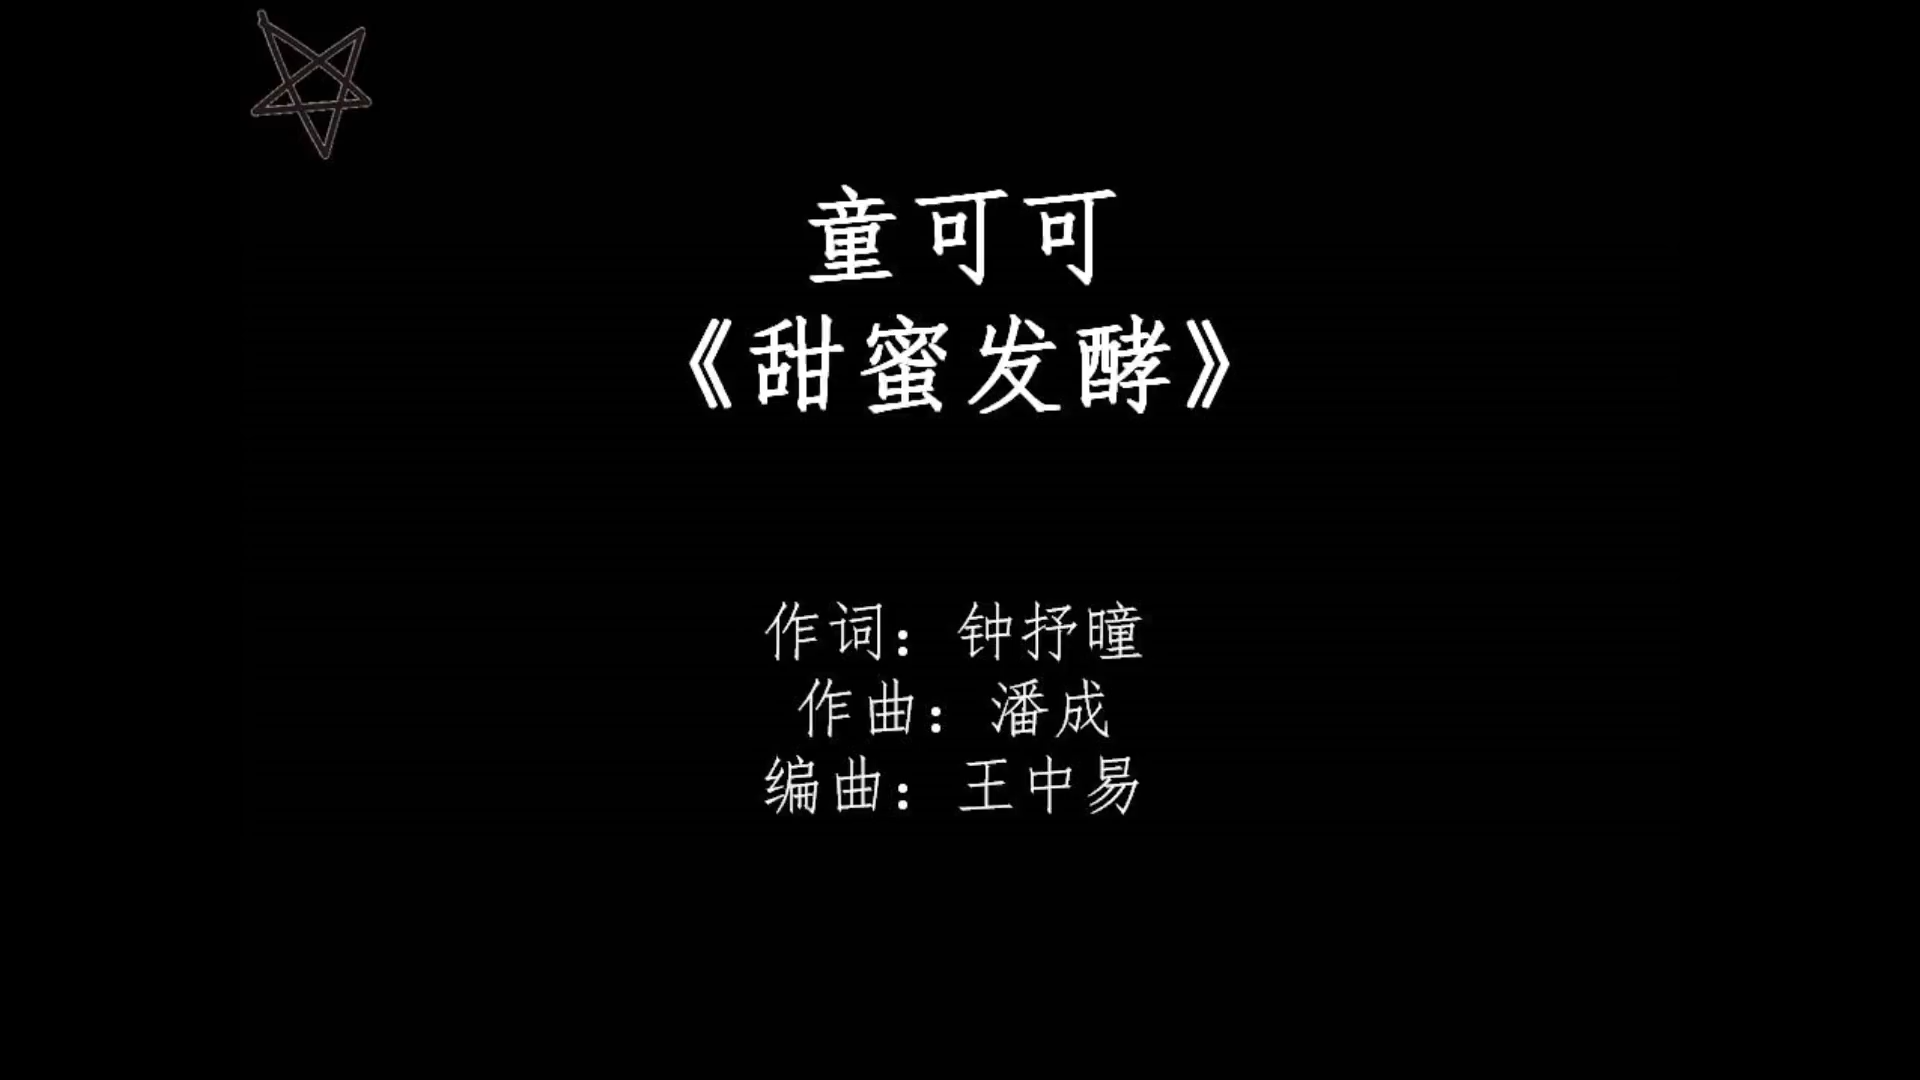 童可可
《甜蜜发酵》
作词：钟抒曈
作曲：潘成
编曲：王中易